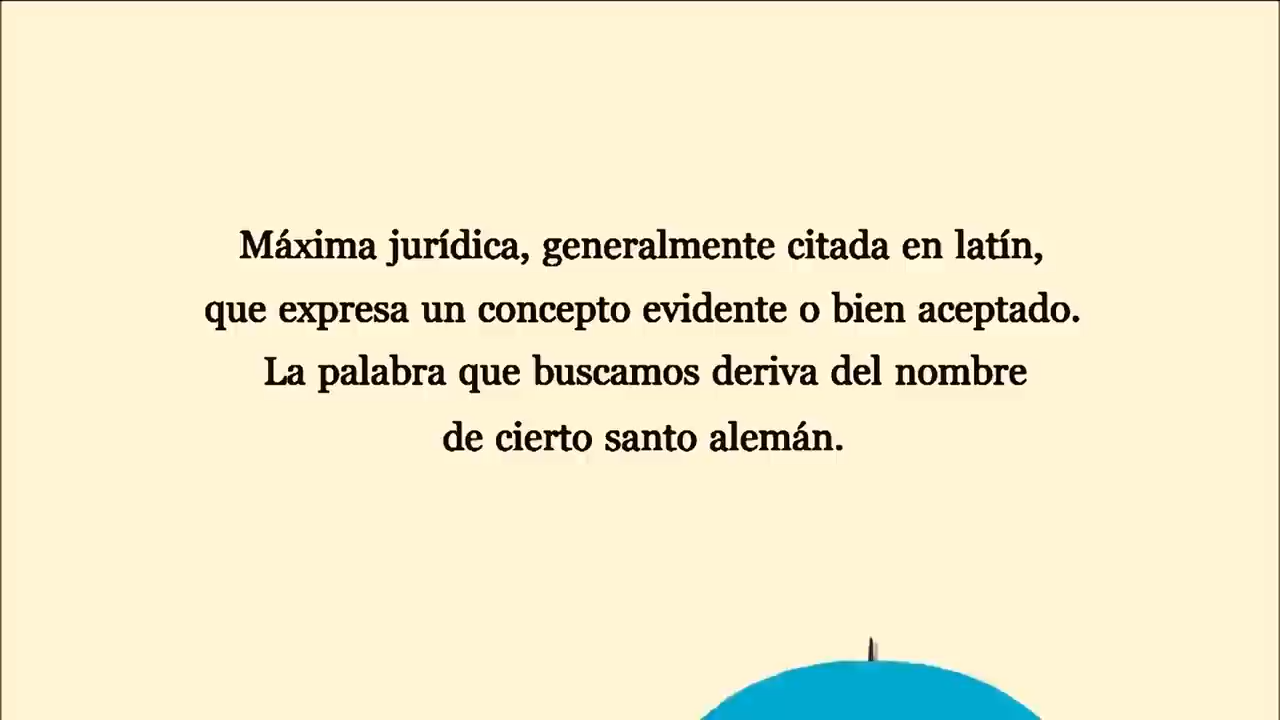 Máxima jurídica, generalmente citada en latín,
que expresa un concepto evidente o bien aceptado.
La palabra que buscamos deriva del nombre
de cierto santo alemán.